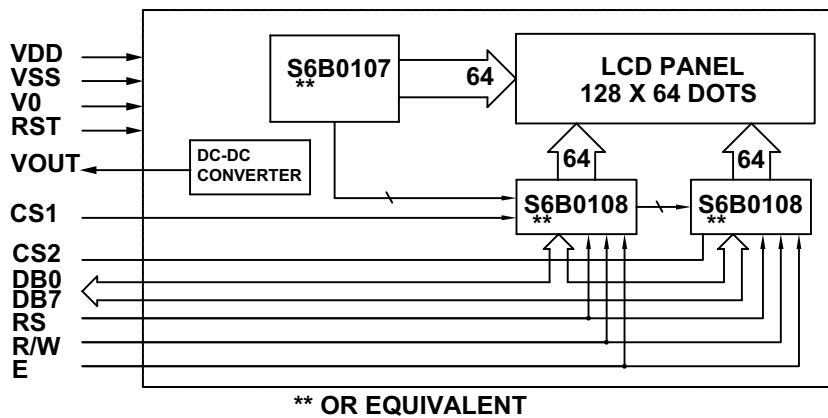 VDD
VSS
V0
RST
VOUT
CS1
CS2
DB0
DB7
RS
R/W
E
S6B0107
**
64
LCD PANEL
128 X 64 DOTS
DC-DC
CONVERTER
64
64
S6B0108
**
S6B0108
**
** OR EQUIVALENT